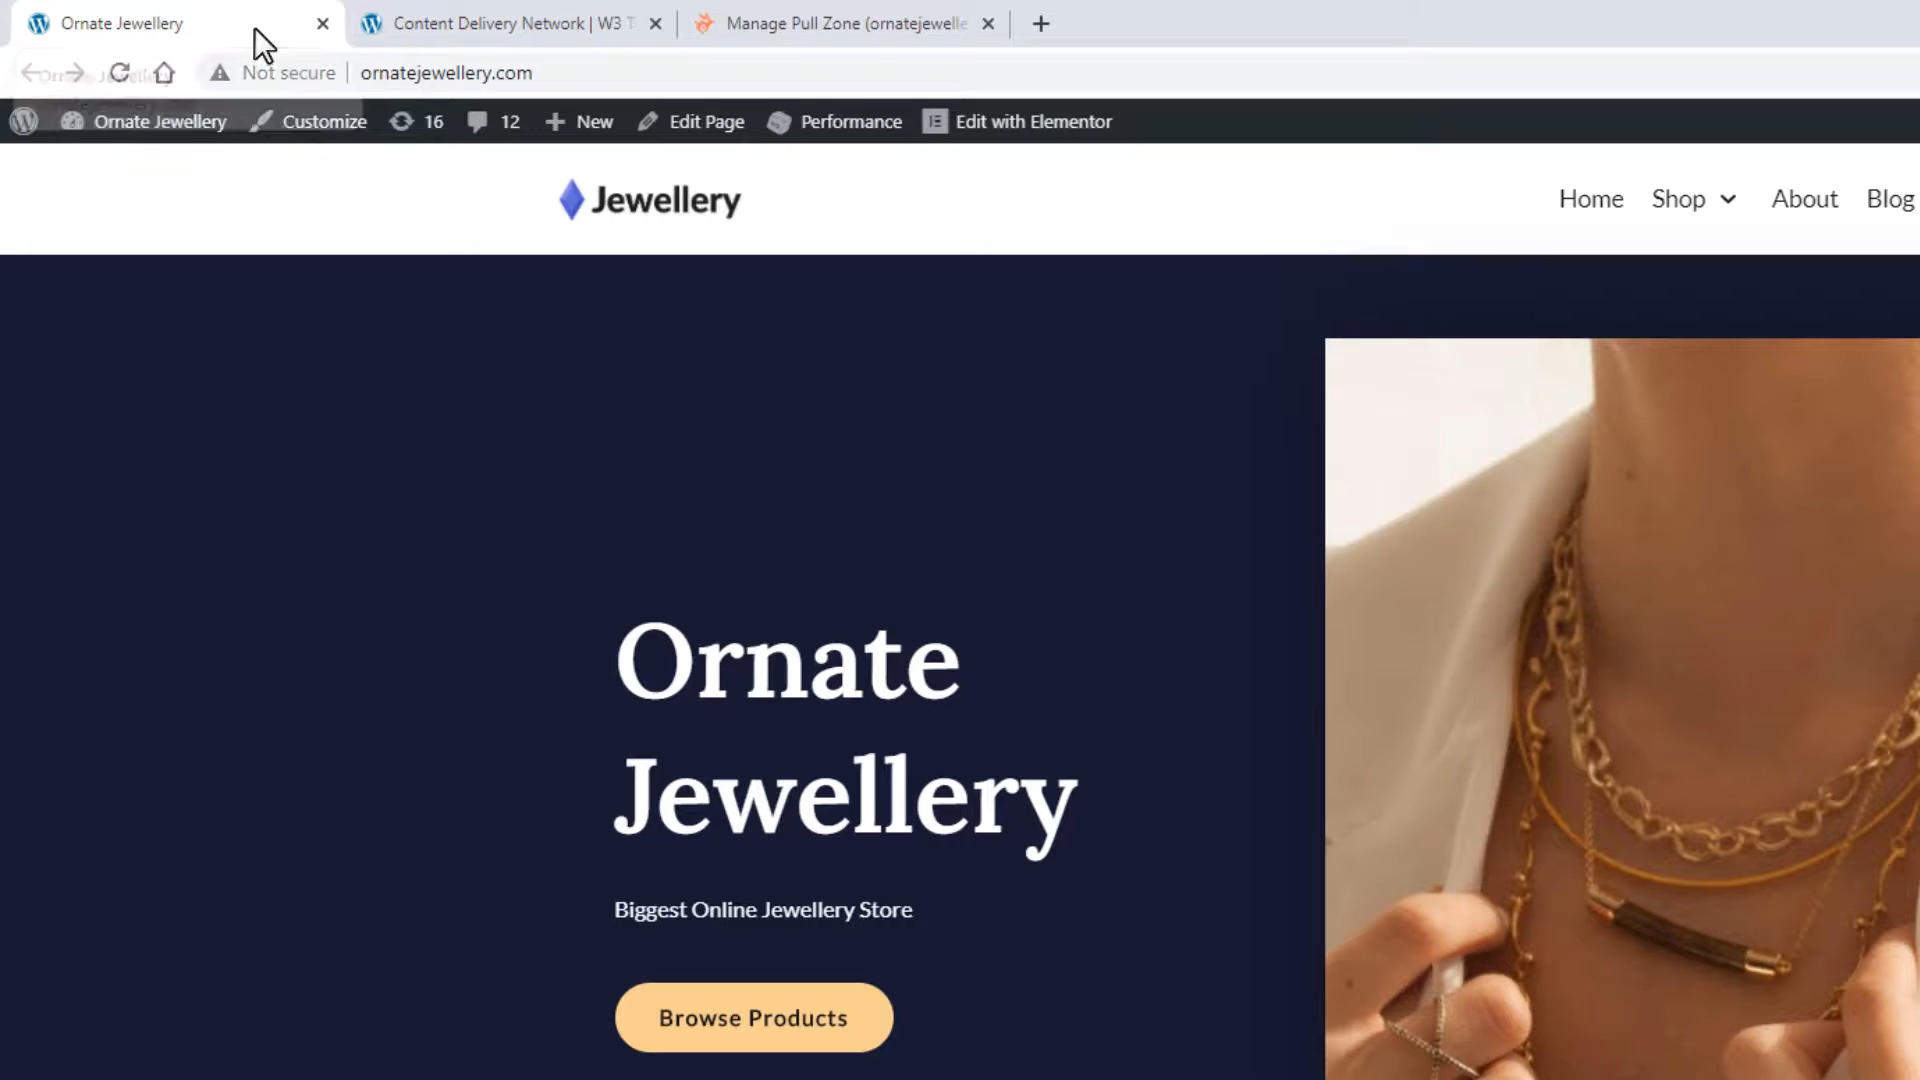 Ornate Jewellery
Content Delivery Network | W3 T
Manage Pull Zone (ornatejewelle
Not secure
ornatejewellery.com
Ornate Jewellery
Customize
16
12
New
Edit Page
Performance
Edit with Elementor
Jewellery
Home
Shop
About
Blog
Ornate
Jewellery
Biggest Online Jewellery Store
Browse Products